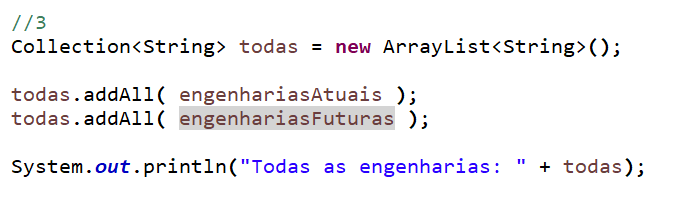 //3
Collection<String> todas = new ArrayList<String>();
todas.addAll( engenhariasAtuais );
todas.addAll( engenhariasFuturas );
System.out.println("Todas as engenharias: " + todas);